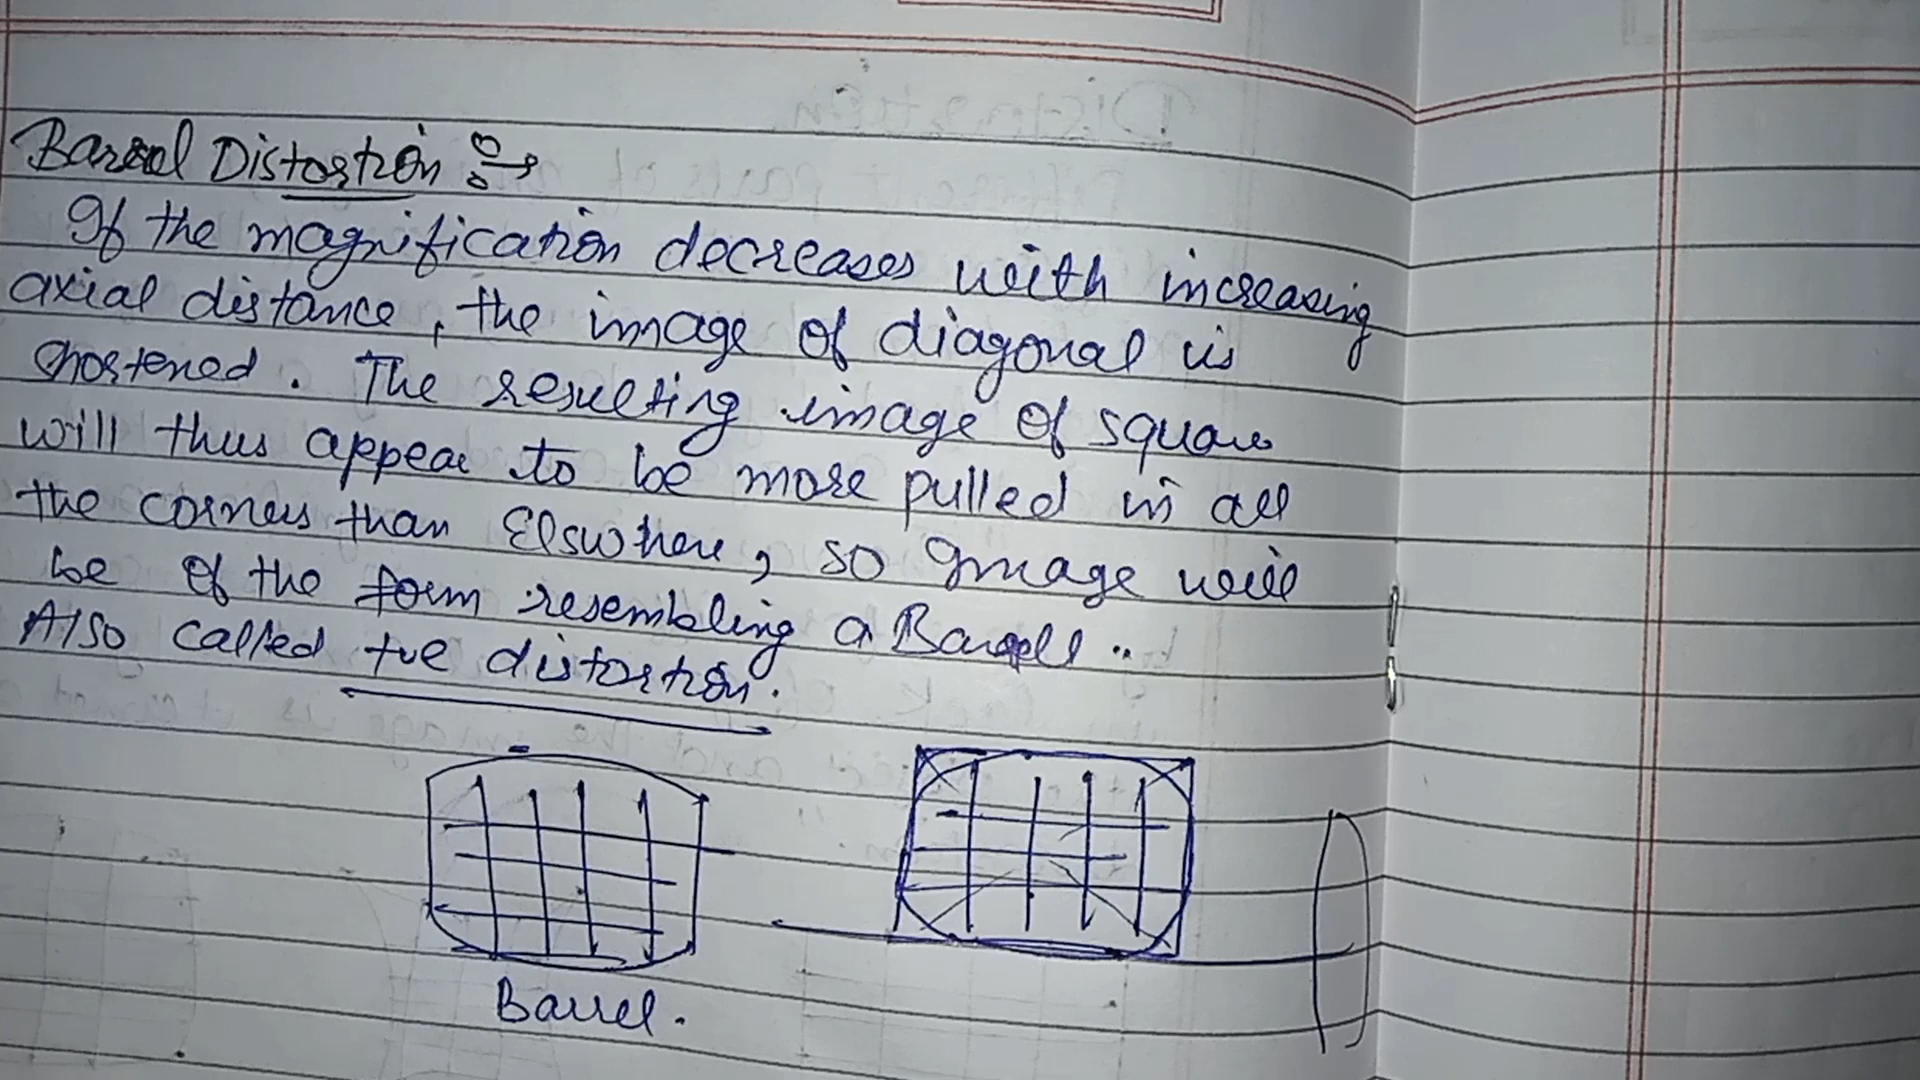 Barrel Distortion :→
If the magnification decreases with increasing
axial distance, the image of diagonal is
shortened. The resulting image of square
will thus appear to be more pulled in all
the corners than Elswhere, so Image will
be of the form resembling a Barrell ..
Also called +ve distortion.
Barrel.